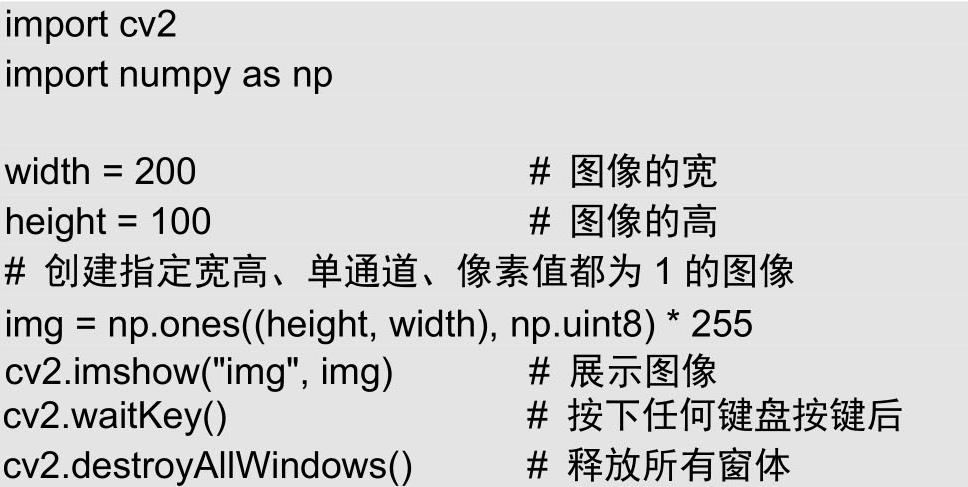 import cv2
import numpy as np
width = 200 # 图像的宽
height = 100 # 图像的高
# 创建指定宽高、单通道、像素值都为 1 的图像
img = np.ones((height, width), np.uint8) * 255
cv2.imshow("img", img) # 展示图像
cv2.waitKey() # 按下任何键盘按键后
cv2.destroyAllWindows() # 释放所有窗体